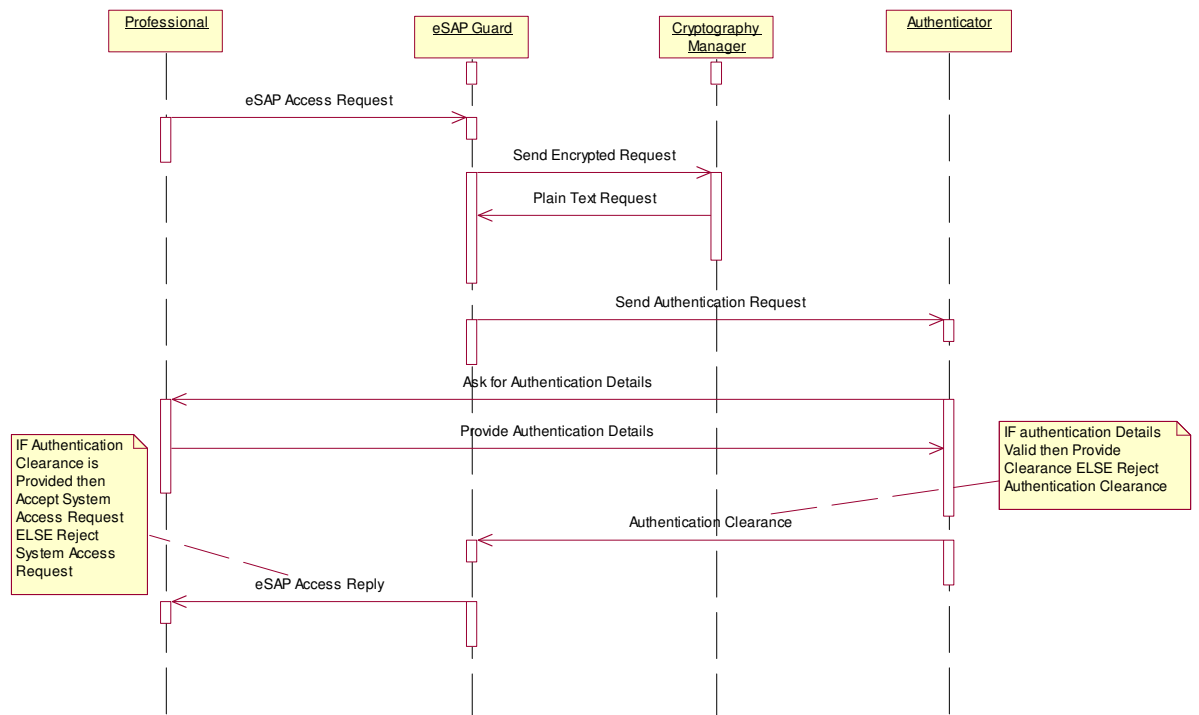 Professional
eSAP Guard
Cryptography
Manager
Authenticator
eSAP Access Request
Send Encrypted Request
Plain Text Request
Send Authentication Request
Ask for Authentication Details
Provide Authentication Details
IF Authentication
Clearance is
Provided then
Accept System
Access Request
ELSE Reject
System Access
Request
IF authentication Details
Valid then Provide
Clearance ELSE Reject
Authentication Clearance
Authentication Clearance
eSAP Access Reply